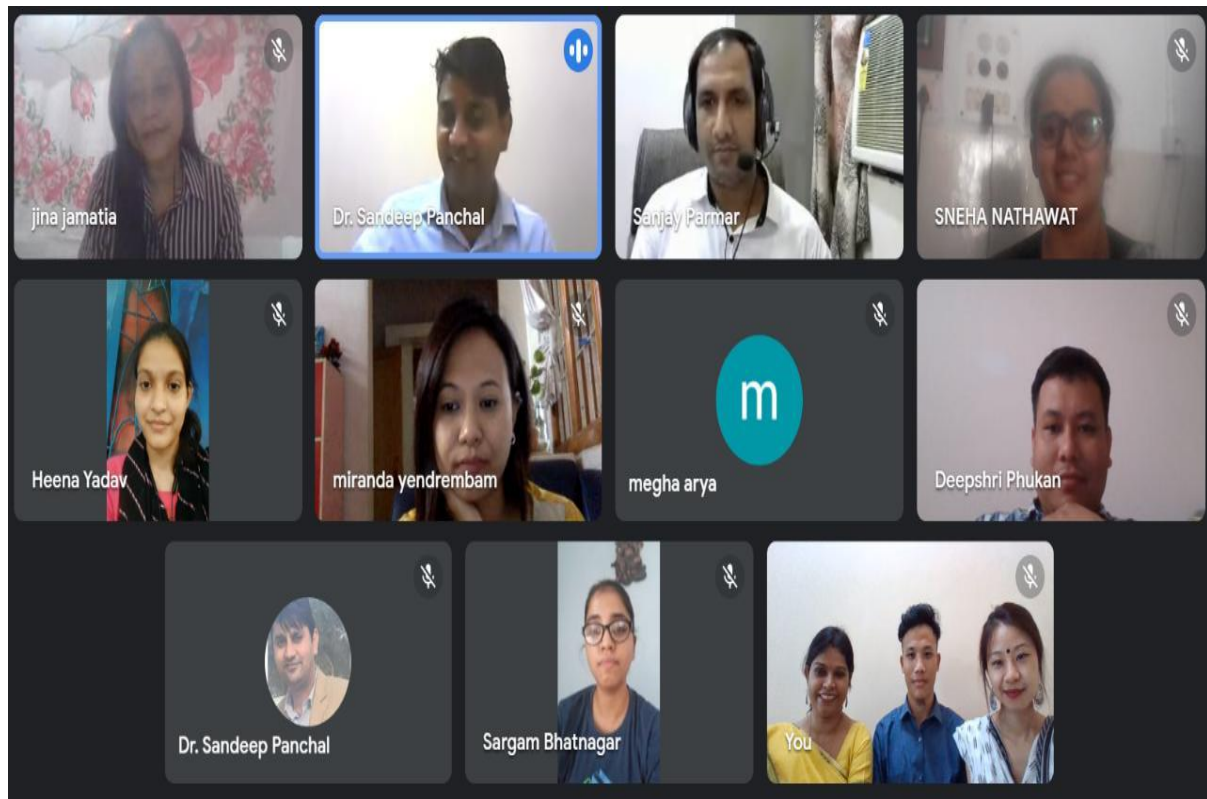 jina jamatia
Dr. Sandeep Panchal
Sanjay Parmar
SNEHA NATHAWAT
Heena Yadav
miranda yendrembam
m
megha arya
Deepshri Phukan
Dr. Sandeep Panchal
Sargam Bhatnagar
You